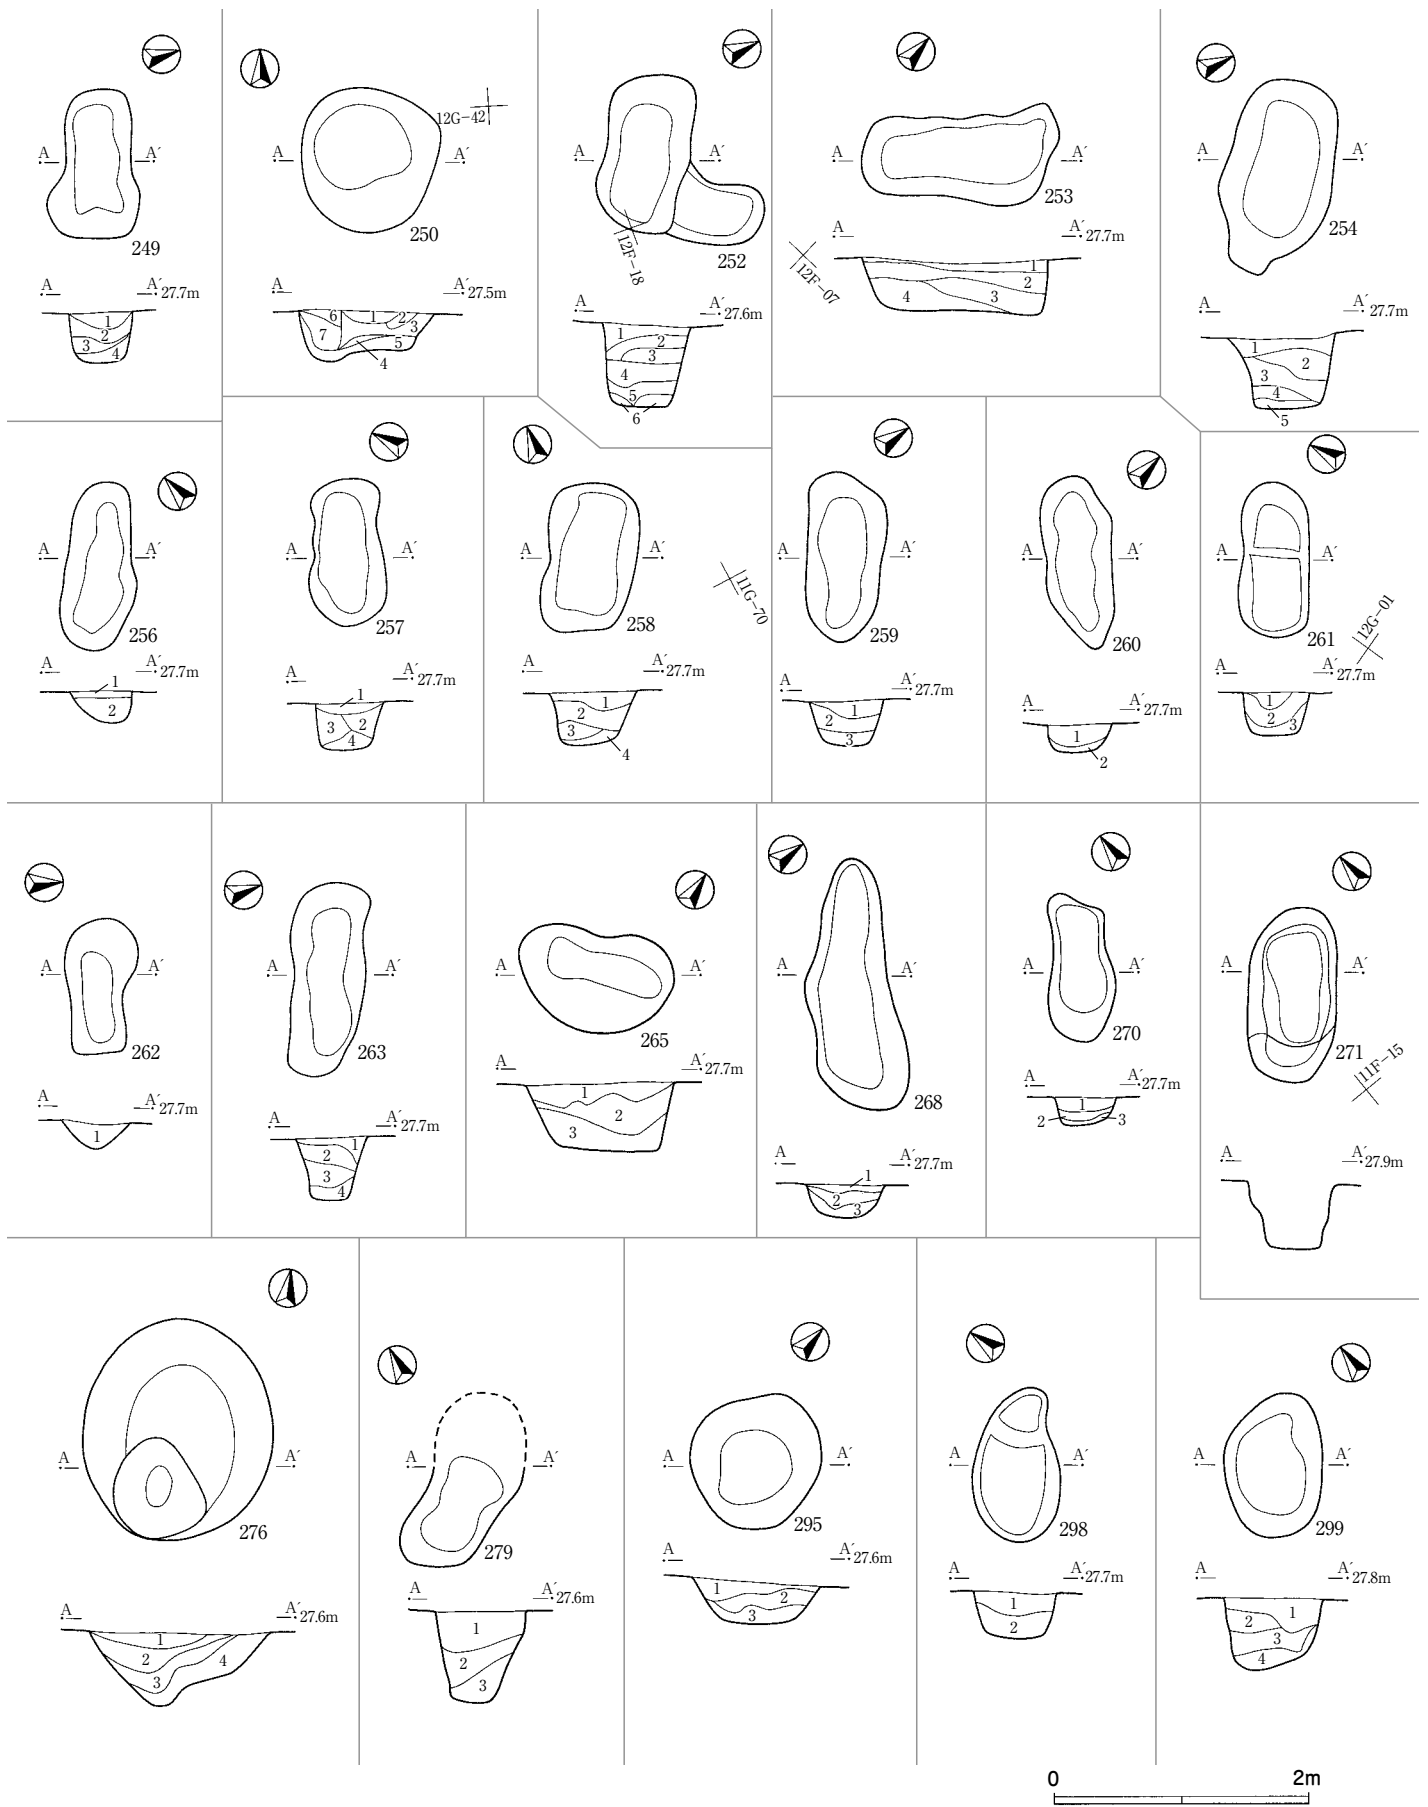 A A´
249
A A´ 27.7m
1
2
3
4
12G-42
A A´
250
A A´ 27.5m
6 1 2
3
7
5
4
A A´
12F-18
252
A A´ 27.6m
1
2
3
4
5
6
A A´
253
12F-07
A A´ 27.7m
1
2
4 3
A A´
254
A A´ 27.7m
1
2
3
4
5
A A´
256
A A´ 27.7m
1
2
A A´
257
A A´ 27.7m
1
3 2
4
A A´
258
11G-70
A A´ 27.7m
1
2
3
4
A A´
259
A A´ 27.7m
1
2
3
A A´
260
A A´ 27.7m
1
2
A A´
261
12G-01
A A´ 27.7m
1
2 3
A A´
262
A A´ 27.7m
1
A A´
263
A A´ 27.7m
1
2
3
4
A A´
265
A A´ 27.7m
1
2
3
A A´
268
A A´ 27.7m
1
2
3
A A´
270
A A´ 27.7m
1
2 3
A A´
271
11F-15
A A´ 27.9m
A A´
276
A A´ 27.6m
1
2
4
3
A A´
279
A A´ 27.6m
1
2
3
A A´
295
A A´ 27.6m
1 2
3
A A´
298
A A´ 27.7m
1
2
A A´
299
A A´ 27.8m
1
2
3
4
0 2m